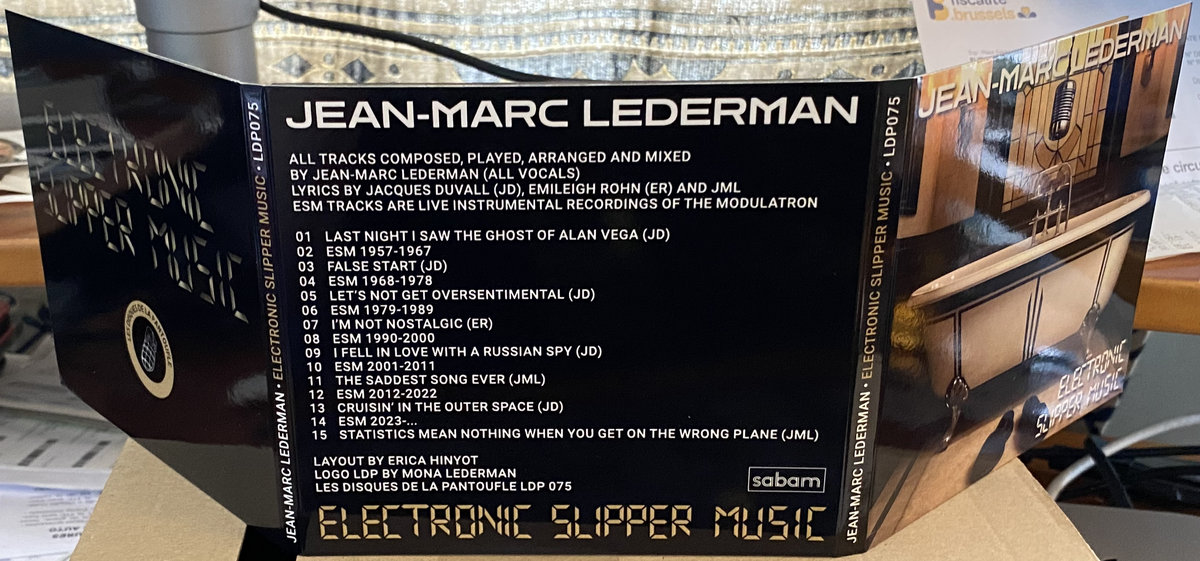 ELECTRONIC
SLIPPER MUSIC
LES DISQUES DE LA PANTOUFLE
JEAN-MARC LEDERMAN • ELECTRONIC SLIPPER MUSIC • LDP075
JEAN-MARC LEDERMAN
ALL TRACKS COMPOSED, PLAYED, ARRANGED AND MIXED
BY JEAN-MARC LEDERMAN (ALL VOCALS)
LYRICS BY JACQUES DUVALL (JD), EMILEIGH ROHN (ER) AND JML
ESM TRACKS ARE LIVE INSTRUMENTAL RECORDINGS OF THE MODULATRON
01 LAST NIGHT I SAW THE GHOST OF ALAN VEGA (JD)
02 ESM 1957-1967
03 FALSE START (JD)
04 ESM 1968-1978
05 LET'S NOT GET OVERSENTIMENTAL (JD)
06 ESM 1979-1989
07 I'M NOT NOSTALGIC (ER)
08 ESM 1990-2000
09 I FELL IN LOVE WITH A RUSSIAN SPY (JD)
10 ESM 2001-2011
11 THE SADDEST SONG EVER (JML)
12 ESM 2012-2022
13 CRUISIN' IN THE OUTER SPACE (JD)
14 ESM 2023-...
15 STATISTICS MEAN NOTHING WHEN YOU GET ON THE WRONG PLANE (JML)
LAYOUT BY ERICA HINYOT
LOGO LDP BY MONA LEDERMAN
LES DISQUES DE LA PANTOUFLE LDP 075
sabam
ELECTRONIC SLIPPER MUSIC
JEAN-MARC LEDERMAN • ELECTRONIC SLIPPER MUSIC • LDP075
JEAN-MARC LEDERMAN
ELECTRONIC
SLIPPER MUSIC
fiscalité
.brussels
circu
AUTO